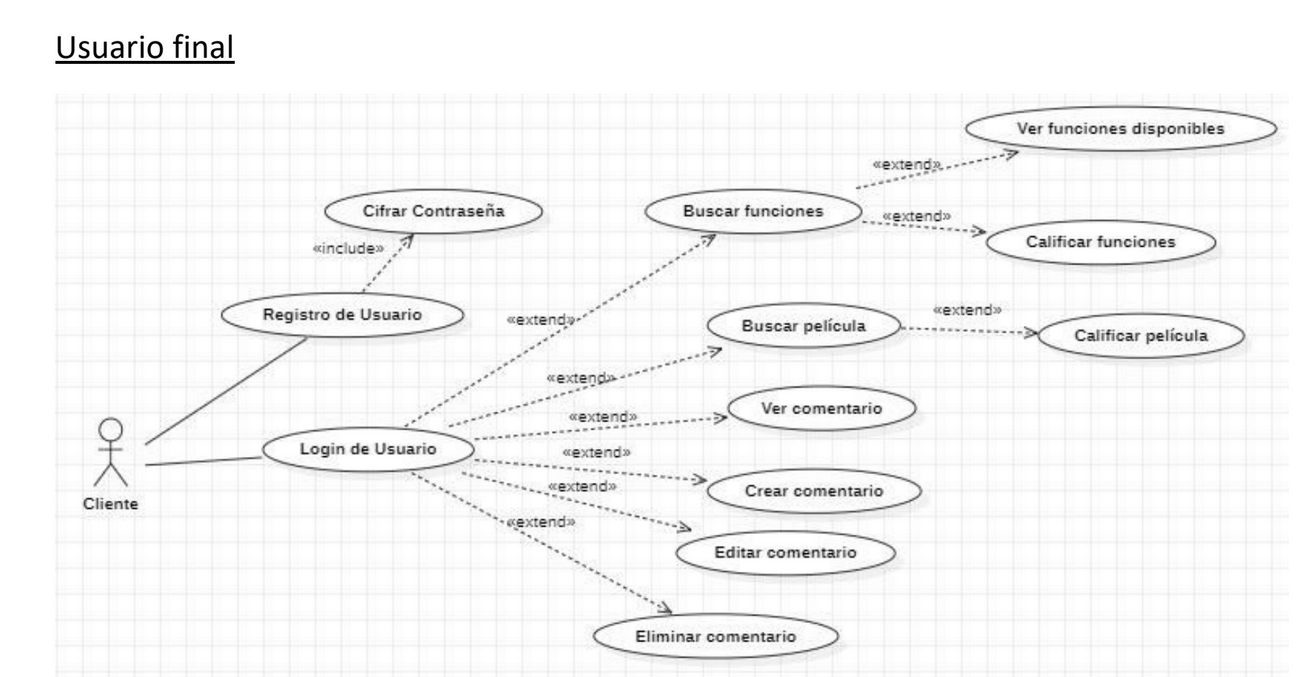 Usuario final
Ver funciones disponibles
«extend»
Cifrar Contraseña
Buscar funciones
«extend»
Calificar funciones
«include»
Registro de Usuario
«extend»
Buscar película
«extend»
Calificar película
«extend»
Ver comentario
«extend»
Login de Usuario
«extend»
Crear comentario
«extend»
Cliente
«extend»
Editar comentario
Eliminar comentario